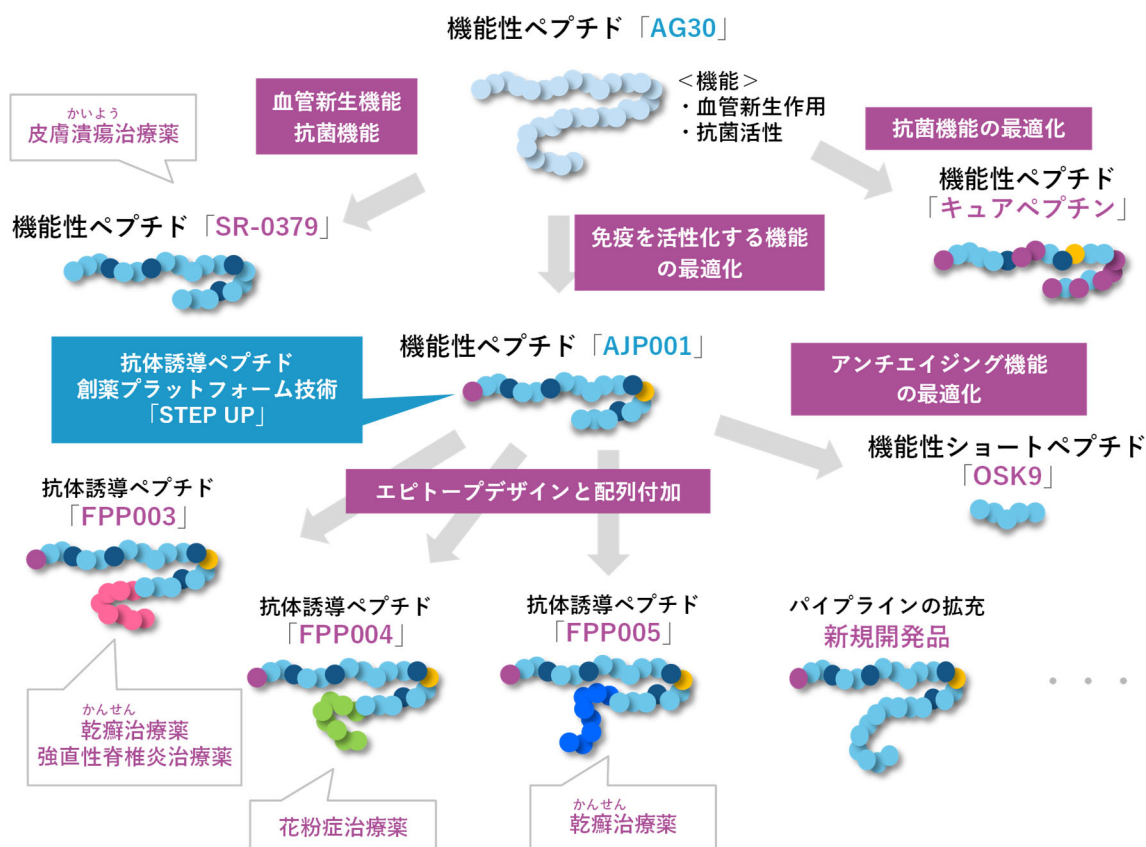 機能性ペプチド「AG30」
＜機能＞
・血管新生作用
・抗菌活性
血管新生機能
抗菌機能
かいよう
皮膚潰瘍治療薬
抗菌機能の最適化
機能性ペプチド
「キュアペプチン」
機能性ペプチド「SR-0379」
免疫を活性化する機能
の最適化
機能性ペプチド「AJP001」
抗体誘導ペプチド
創薬プラットフォーム技術
「STEP UP」
アンチエイジング機能
の最適化
機能性ショートペプチド
「OSK9」
エピトープデザインと配列付加
抗体誘導ペプチド
「FPP003」
抗体誘導ペプチド
「FPP004」
抗体誘導ペプチド
「FPP005」
パイプラインの拡充
新規開発品
・・・
かんせん
乾癬治療薬
強直性脊椎炎治療薬
花粉症治療薬
かんせん
乾癬治療薬